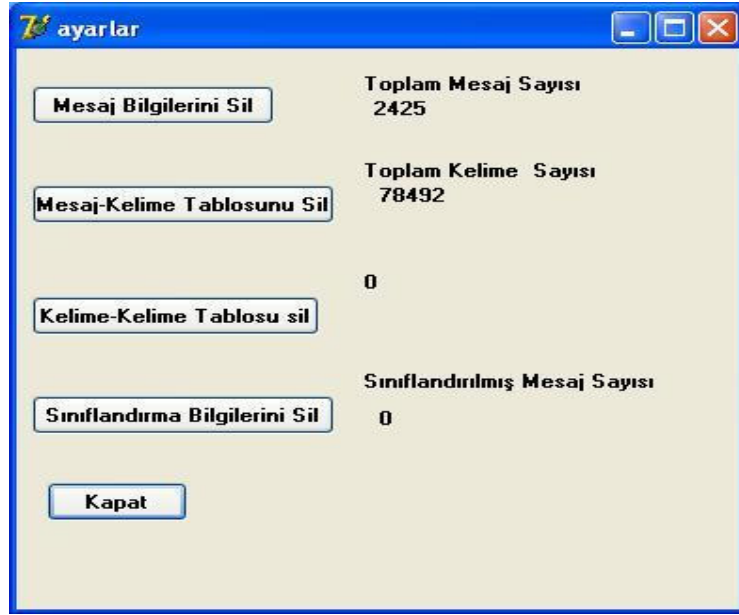 ayarlar
Mesaj Bilgilerini Sil
Toplam Mesaj Sayısı
2425
Mesaj-Kelime Tablosunu Sil
Toplam Kelime Sayısı
78492
Kelime-Kelime Tablosu sil
0
Sınıflandırma Bilgilerini Sil
Sınıflandırılmış Mesaj Sayısı
0
Kapat